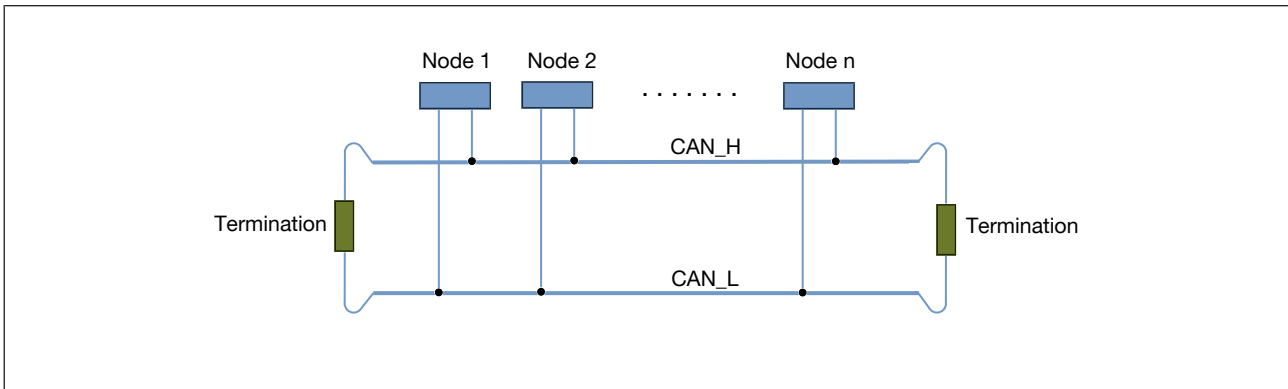 Node 1
Node 2
. . . . . . .
Node n
CAN_H
Termination
Termination
CAN_L